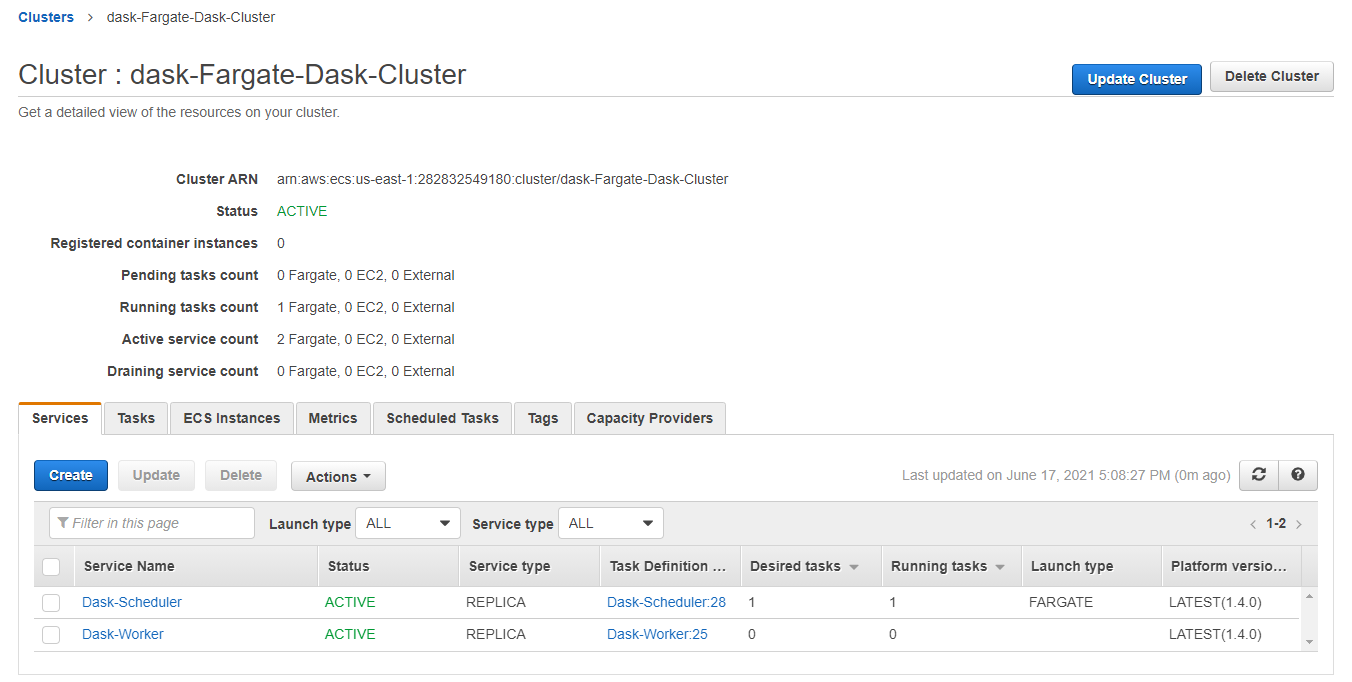 Clusters > dask-Fargate-Dask-Cluster
Cluster : dask-Fargate-Dask-Cluster
Update Cluster Delete Cluster
Get a detailed view of the resources on your cluster.
Cluster ARN arn:aws:ecs:us-east-1:282832549180:cluster/dask-Fargate-Dask-Cluster
Status ACTIVE
Registered container instances 0
Pending tasks count 0 Fargate, 0 EC2, 0 External
Running tasks count 1 Fargate, 0 EC2, 0 External
Active service count 2 Fargate, 0 EC2, 0 External
Draining service count 0 Fargate, 0 EC2, 0 External
Services Tasks ECS Instances Metrics Scheduled Tasks Tags Capacity Providers
Create Update Delete Actions Last updated on June 17, 2021 5:08:27 PM (0m ago) ?
Filter in this page Launch type ALL Service type ALL < 1-2 >
Service Name Status Service type Task Definition ... Desired tasks Running tasks Launch type Platform versio...
Dask-Scheduler ACTIVE REPLICA Dask-Scheduler:28 1 1 FARGATE LATEST(1.4.0)
Dask-Worker ACTIVE REPLICA Dask-Worker:25 0 0 LATEST(1.4.0)